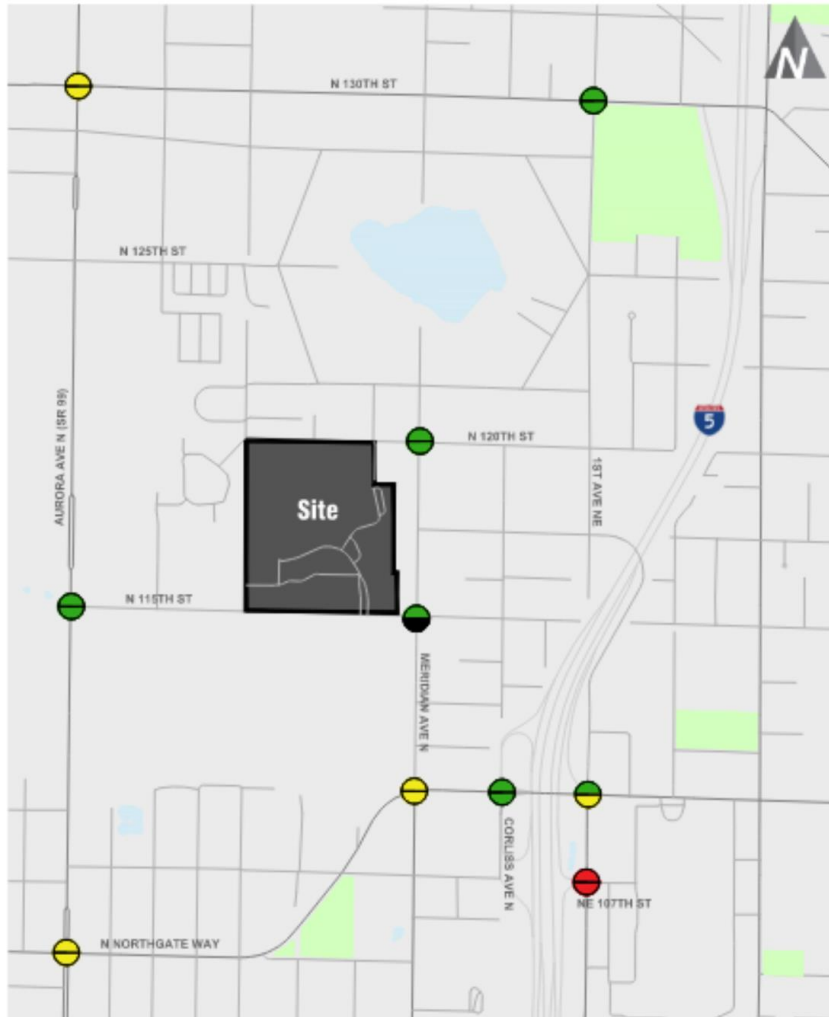 N
N 130TH ST
N 125TH ST
AURORA AVE N (SR 99)
5
N 120TH ST
1ST AVE NE
Site
N 115TH ST
MERIDIAN AVE N
CORLISS AVE N
NE 107TH ST
N NORTHGATE WAY